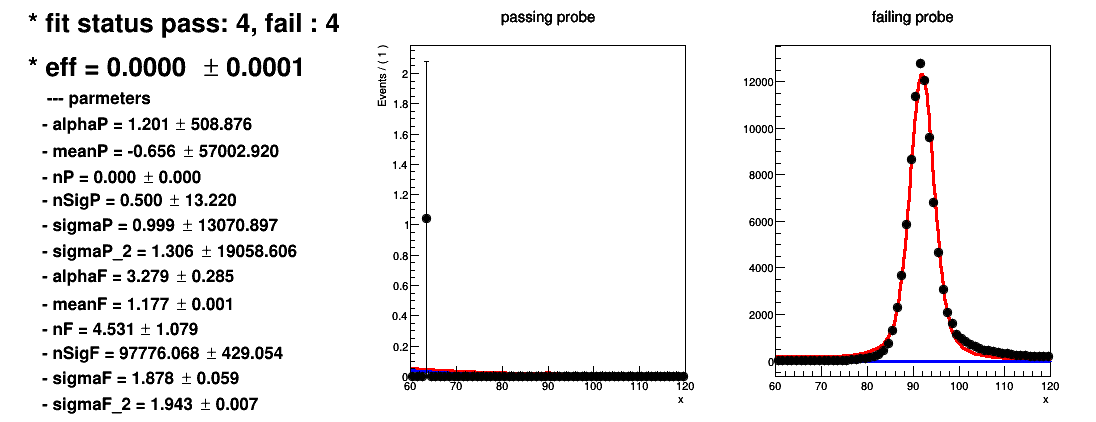 * fit status pass: 4, fail : 4
* eff = 0.0000 ± 0.0001
--- parmeters
- alphaP = 1.201 ± 508.876
- meanP = -0.656 ± 57002.920
- nP = 0.000 ± 0.000
- nSigP = 0.500 ± 13.220
- sigmaP = 0.999 ± 13070.897
- sigmaP_2 = 1.306 ± 19058.606
- alphaF = 3.279 ± 0.285
- meanF = 1.177 ± 0.001
- nF = 4.531 ± 1.079
- nSigF = 97776.068 ± 429.054
- sigmaF = 1.878 ± 0.059
- sigmaF_2 = 1.943 ± 0.007
passing probe
Events / ( 1 )
2
1.8
1.6
1.4
1.2
1
0.8
0.6
0.4
0.2
0
60 70 80 90 100 110 120
x
failing probe
12000
10000
8000
6000
4000
2000
0
60 70 80 90 100 110 120
x